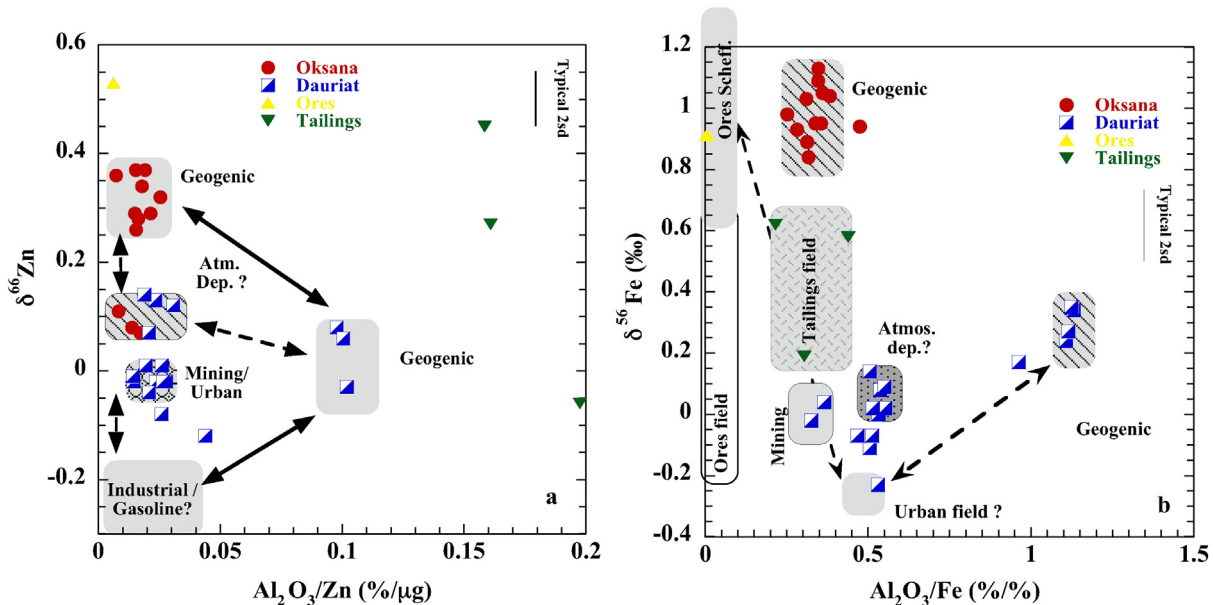 0.6
0.4
0.2
0
-0.2
δ⁶⁶Zn
Oksana
Dauriat
Ores
Tailings
Typical 2sd
Geogenic
Atm.
Dep. ?
Mining/
Urban
Geogenic
Industrial /
Gasoline?
a
0
0.05
0.1
0.15
0.2
Al₂O₃/Zn (%/μg)
1.2
1
0.8
0.6
0.4
0.2
0
-0.2
-0.4
δ ⁵⁶Fe (‰)
Ores Scheff.
Ores field
Geogenic
Oksana
Dauriat
Ores
Tailings
Typical 2sd
Tailings field
Atmos.
dep.?
Mining
Geogenic
Urban field ?
b
0
0.5
1
1.5
Al₂O₃/Fe (%/%)